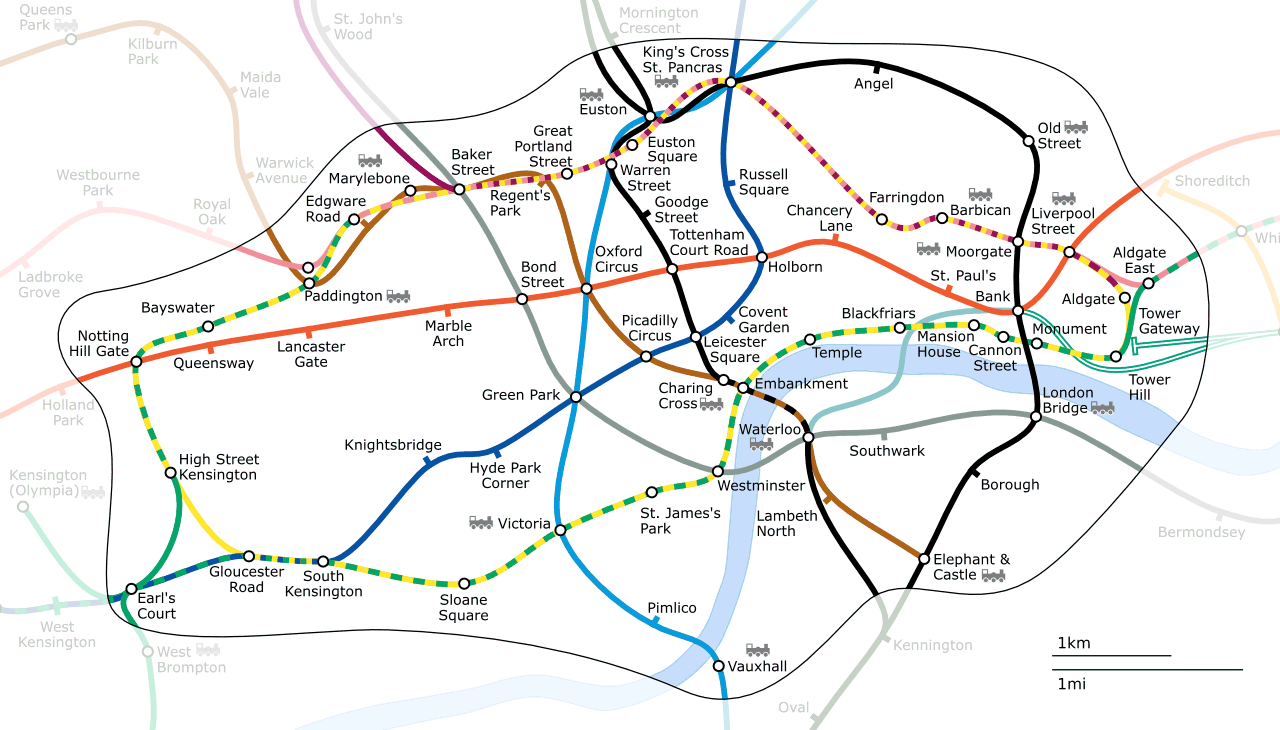 Queens
Park
Kilburn
Park
St. John's
Wood
Mornington
Crescent
King's Cross
St. Pancras
Maida
Vale
Euston
Angel
Old
Street
Great
Portland
Street
Euston
Square
Baker
Street
Marylebone
Warwick
Avenue
Westbourne
Park
Warren
Street
Russell
Square
Shoreditch
Regent's
Park
Edgware
Road
Royal
Oak
Goodge
Street
Farringdon
Barbican
Chancery
Lane
Liverpool
Street
Tottenham
Court Road
Moorgate
Whi
Aldgate
East
Oxford
Circus
Holborn
Bond
Street
St. Paul's
Ladbroke
Grove
Paddington
Bank
Aldgate
Bayswater
Picadilly
Circus
Covent
Garden
Blackfriars
Tower
Gateway
Marble
Arch
Monument
Notting
Hill Gate
Lancaster
Gate
Leicester
Square
Mansion
House
Temple
Cannon
Street
Queensway
Tower
Hill
Charing
Cross
Embankment
Green Park
London
Bridge
Holland
Park
Waterloo
Knightsbridge
Southwark
High Street
Kensington
Hyde Park
Corner
Kensington
(Olympia)
Westminster
Borough
St. James's
Park
Lambeth
North
Victoria
Bermondsey
Gloucester
Road
South
Kensington
Elephant &
Castle
Earl's
Court
Sloane
Square
Pimlico
West
Kensington
Kennington
1km
West
Brompton
Vauxhall
1mi
Oval